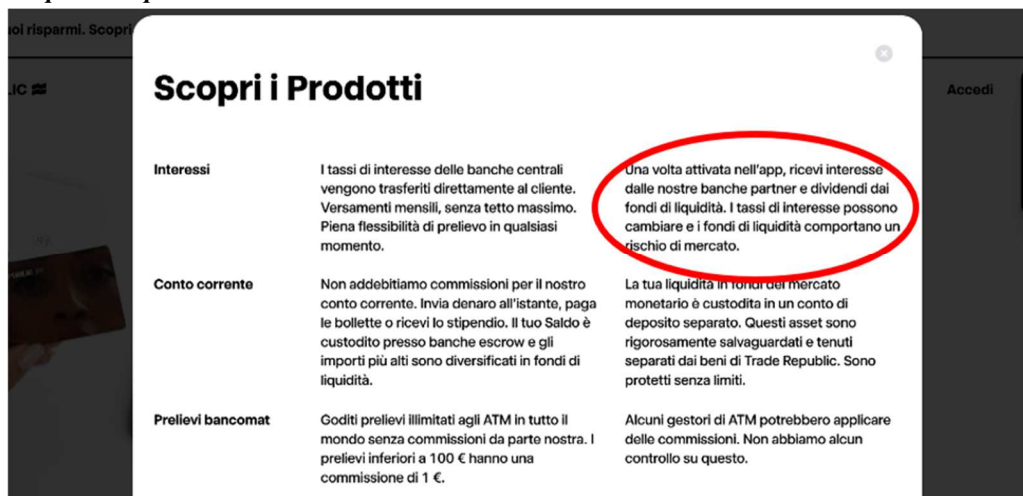 oi risparmi. Scopri
LIC
Accedi
Scopri i Prodotti
Interessi
I tassi di interesse delle banche centrali
vengono trasferiti direttamente al cliente.
Versamenti mensili, senza tetto massimo.
Piena flessibilità di prelievo in qualsiasi
momento.
Una volta attivata nell'app, ricevi interesse
dalle nostre banche partner e dividendi dai
fondi di liquidità. I tassi di interesse possono
cambiare e i fondi di liquidità comportano un
rischio di mercato.
Conto corrente
Non addebitiamo commissioni per il nostro
conto corrente. Invia denaro all'istante, paga
le bollette o ricevi lo stipendio. Il tuo Saldo è
custodito presso banche escrow e gli
importi più alti sono diversificati in fondi di
liquidità.
La tua liquidità in fondi del mercato
monetario è custodita in un conto di
deposito separato. Questi asset sono
rigorosamente salvaguardati e tenuti
separati dai beni di Trade Republic. Sono
protetti senza limiti.
Prelievi bancomat
Goditi prelievi illimitati agli ATM in tutto il
mondo senza commissioni da parte nostra. I
prelievi inferiori a 100 € hanno una
commissione di 1 €.
Alcuni gestori di ATM potrebbero applicare
delle commissioni. Non abbiamo alcun
controllo su questo.